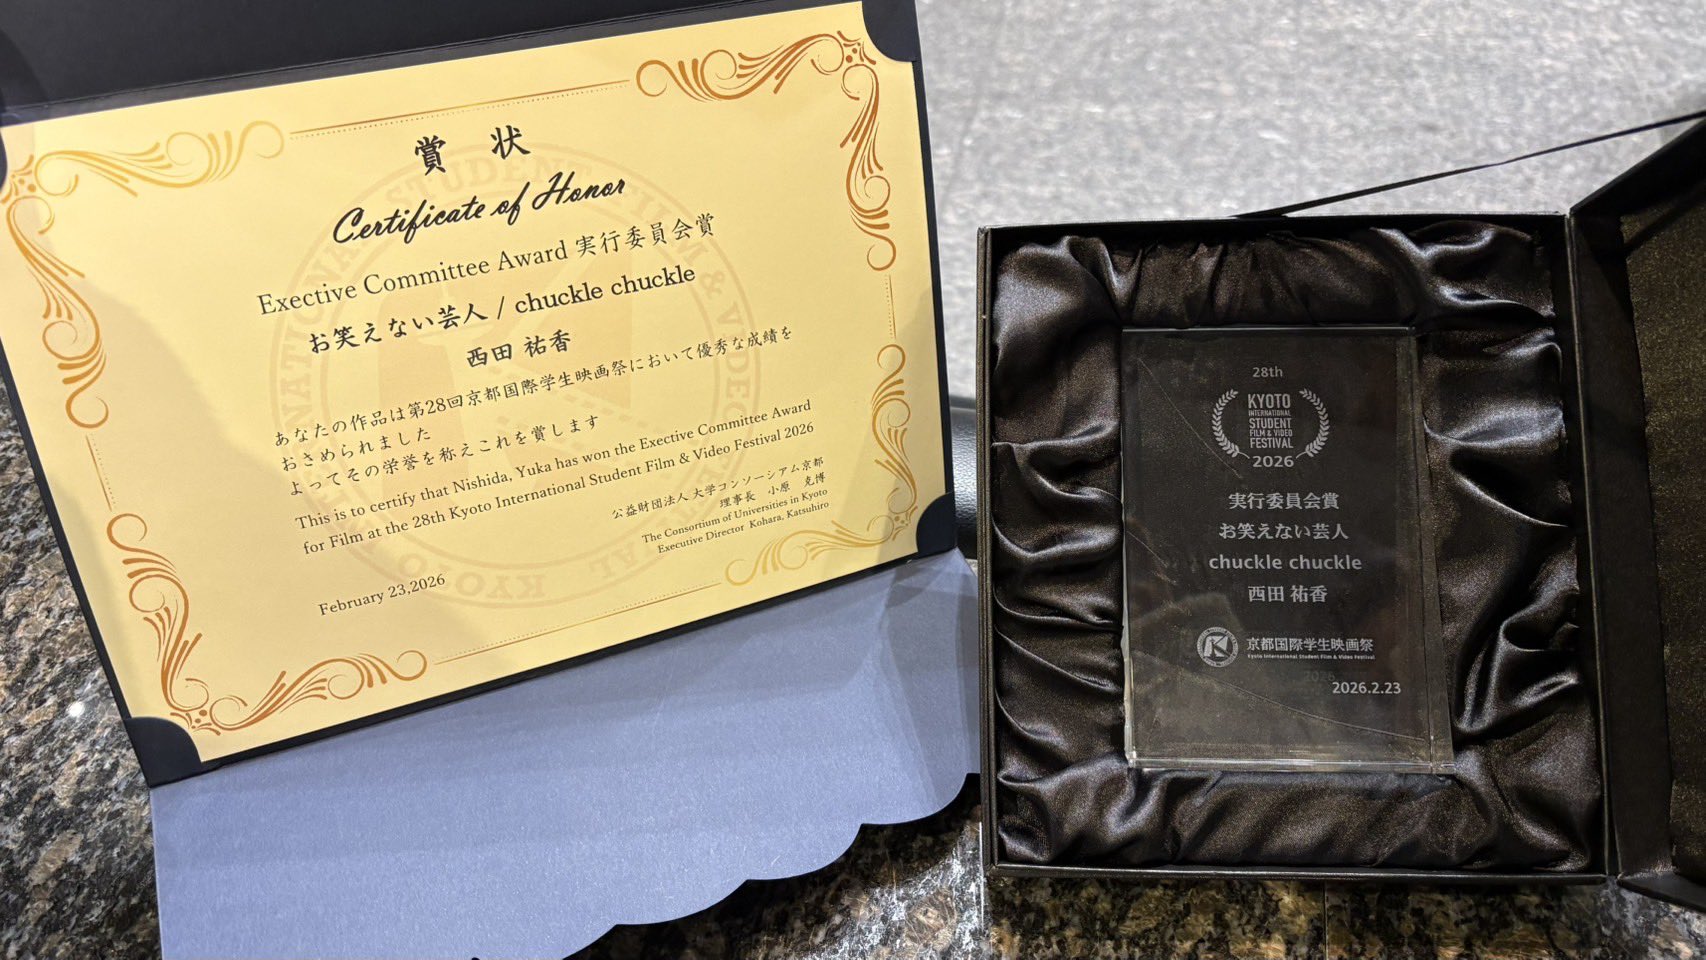 賞 状
Certificate of Honor
Exective Committee Award 実行委員会賞
お笑えない芸人 / chuckle chuckle
西田 祐香
あなたの作品は第28回京都国際学生映画祭において優秀な成績を
おさめられました
よってその栄誉を称えこれを賞します
This is to certify that Nishida, Yuka has won the Exective Committee Award
for Film at the 28th Kyoto International Student Film & Video Festival 2026
公益財団法人 大学コンソーシアム京都
理事長 小原 克博
The Consortium of Universities in Kyoto
Executive Director Kohara, Katsuhiro
February 23,2026
28th
KYOTO
INTERNATIONAL
STUDENT
FILM & VIDEO
FESTIVAL
2026
実行委員会賞
お笑えない芸人
chuckle chuckle
西田 祐香
京都国際学生映画祭
Kyoto International Student Film & Video Festival
2026.2.23